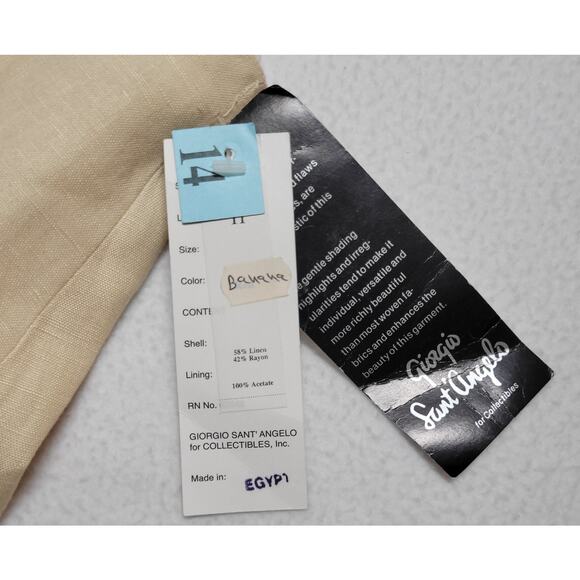 14
Size:
Color:
Banana
Shell:
58% Linen
42% Rayon
Lining:
100% Acetate
RN No.
GIORGIO SANT' ANGELO
for COLLECTIBLES, Inc.
Made in:
EGYPT
flaws
are
of this
gentle shading
highlights and irreg-
ularities tend to make it
individual, versatile and
more richly beautiful
than most woven fa-
brics and enhances the
beauty of this garment.
Giorgio
Sant' Angelo
for Collectibles